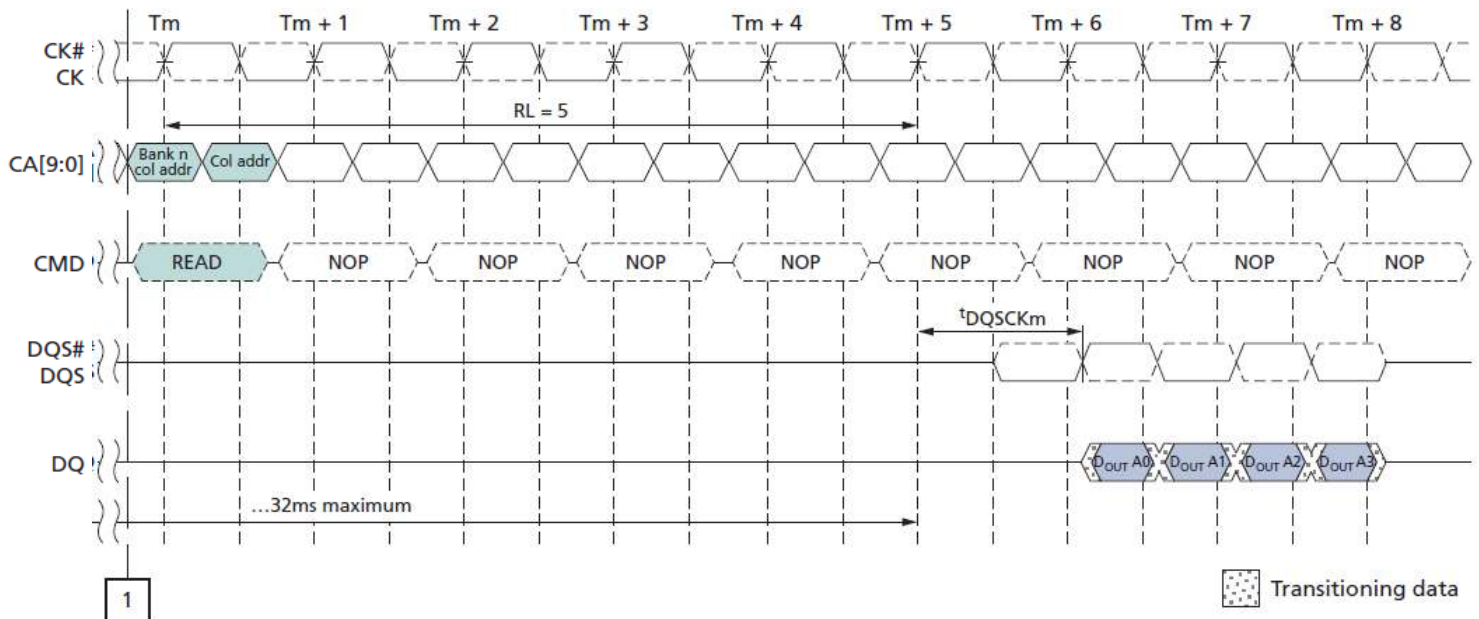 Tm Tm + 1 Tm + 2 Tm + 3 Tm + 4 Tm + 5 Tm + 6 Tm + 7 Tm + 8
CK#
CK
RL = 5
CA[9:0] Bank n col addr Col addr
CMD READ NOP NOP NOP NOP NOP NOP NOP NOP
tDQSCKm
DQS#
DQS
DQ DOUT A0 DOUT A1 DOUT A2 DOUT A3
...32ms maximum
1
Transitioning data